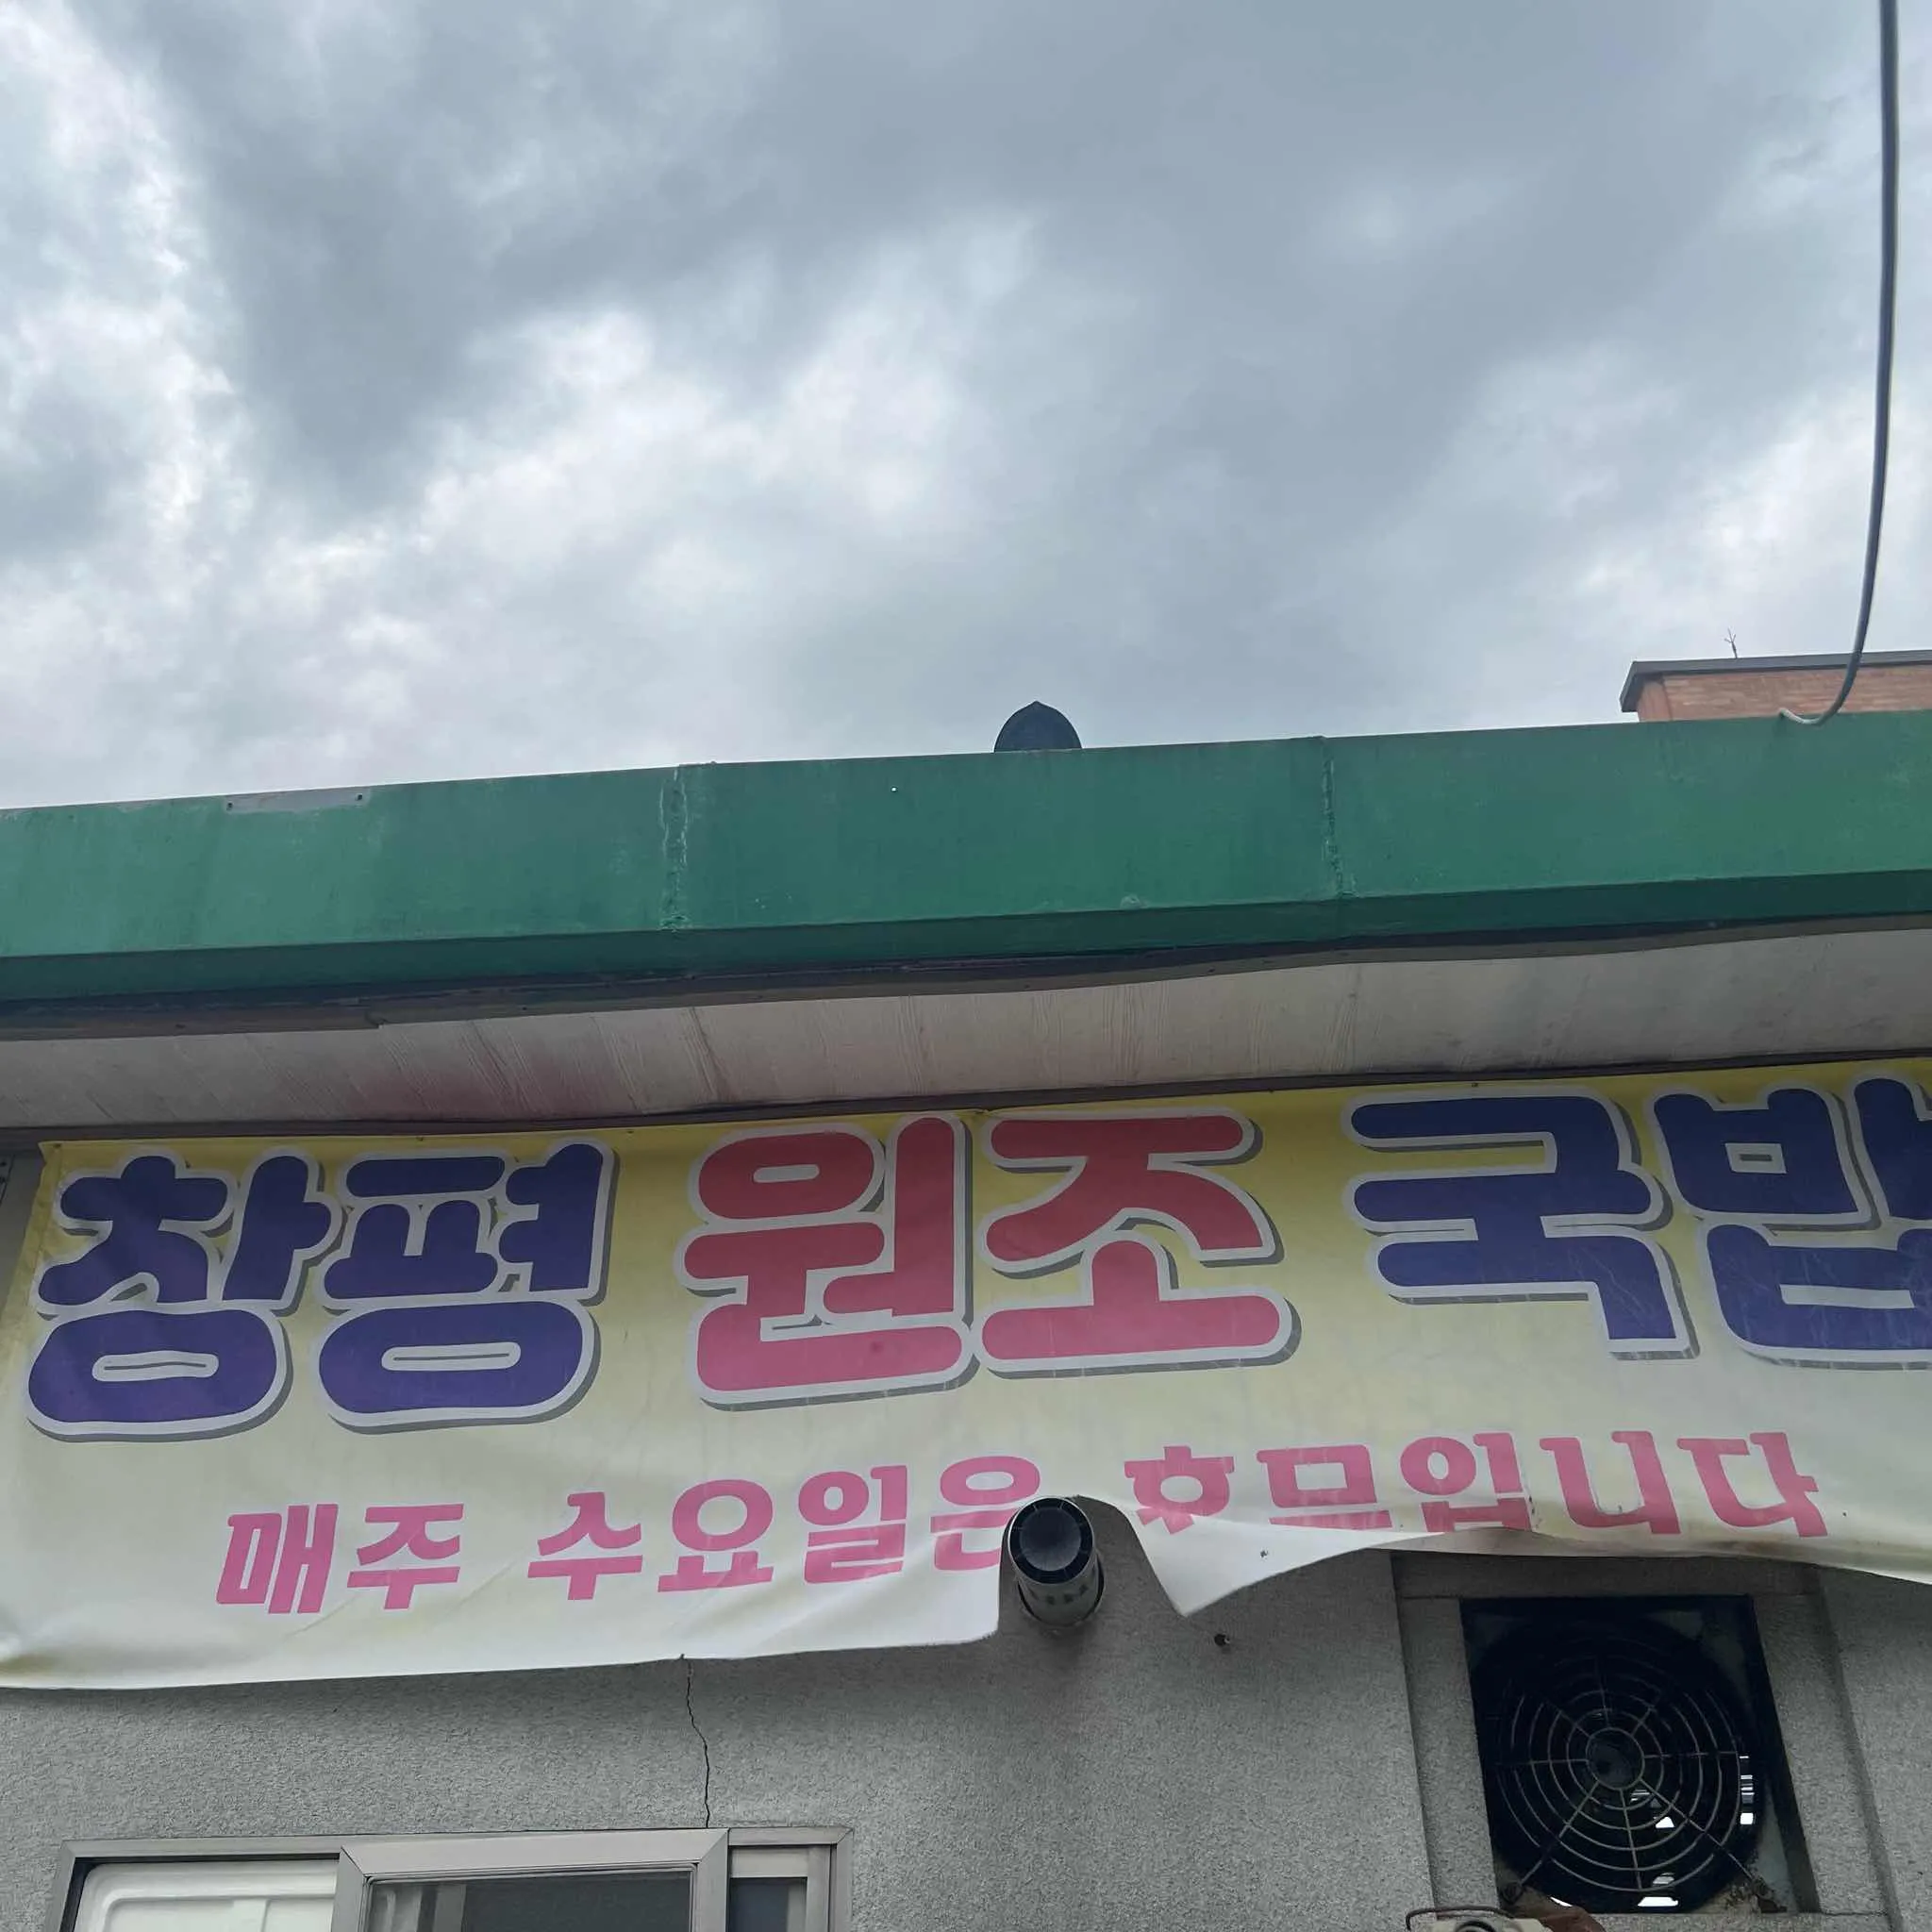 창평 원조 국밥
매주 수요일은 휴무입니다